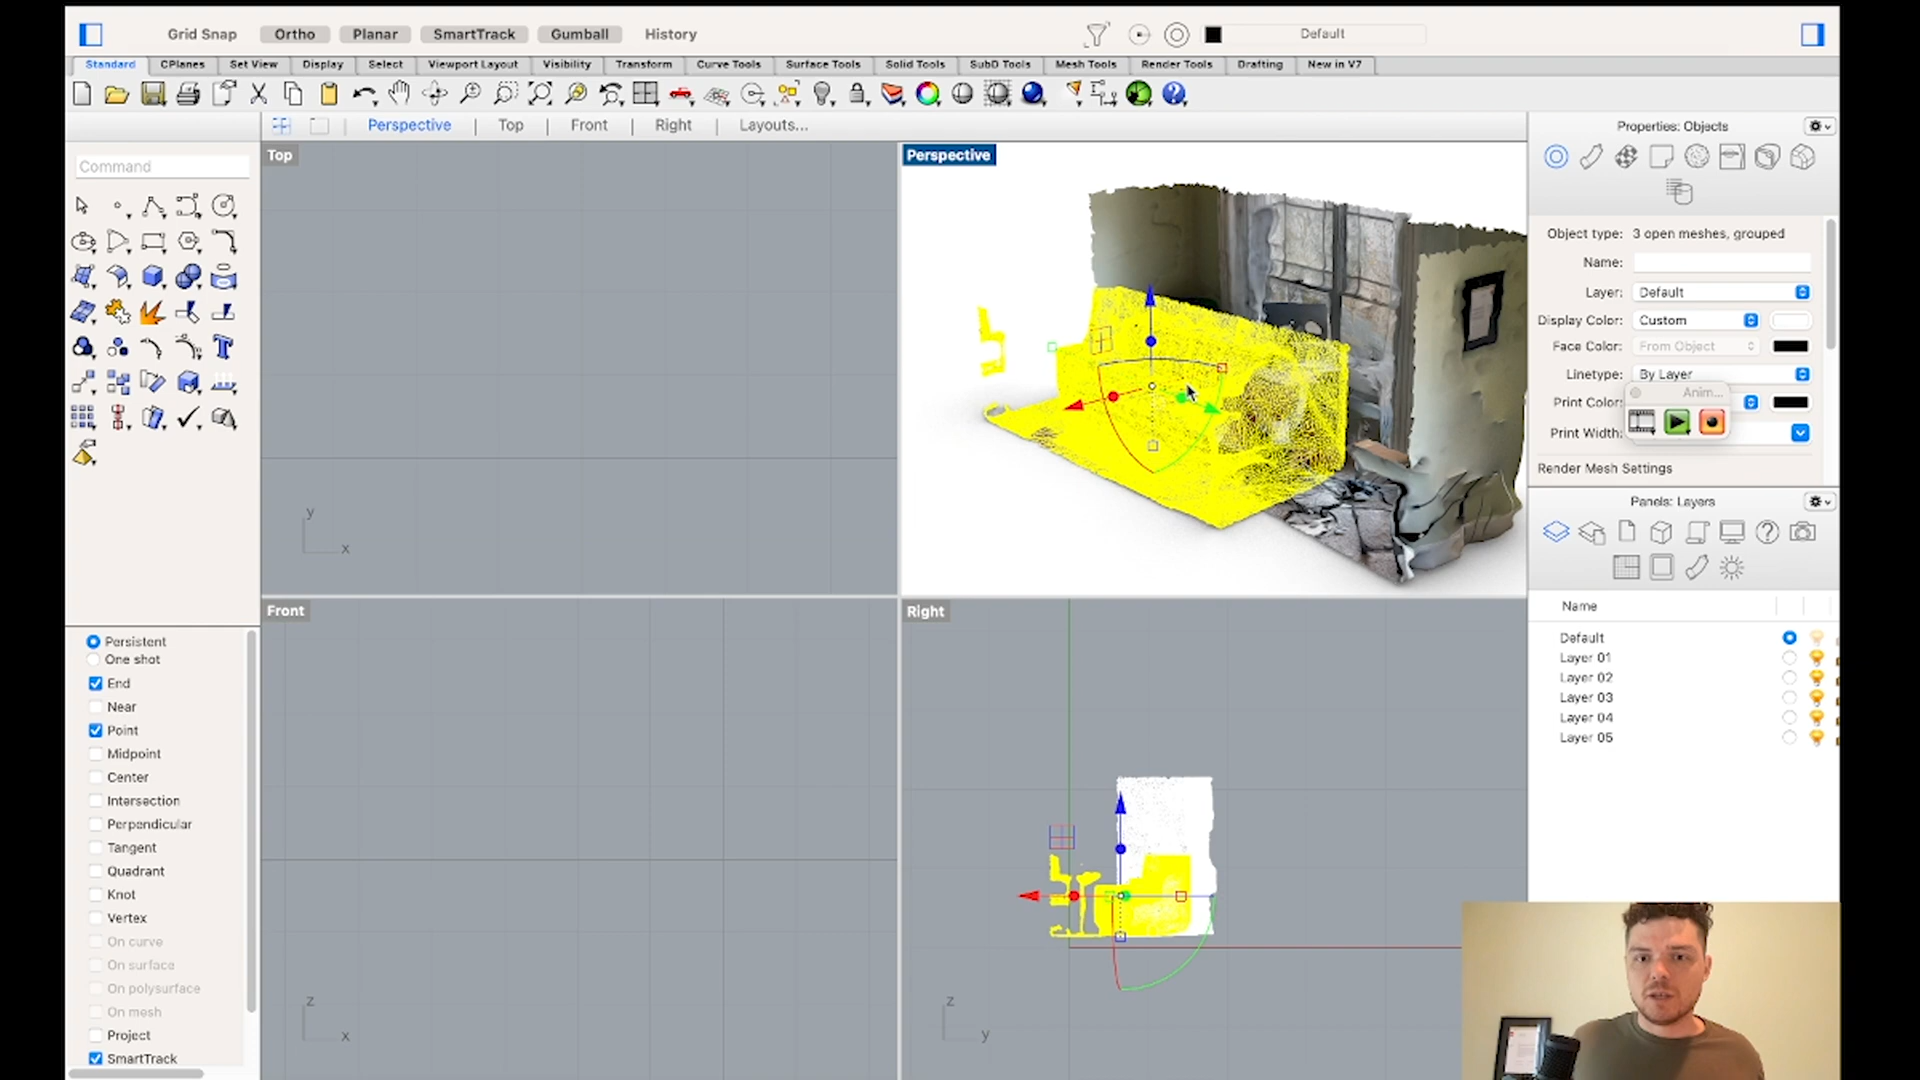 Grid Snap Ortho Planar SmartTrack Gumball History Default
Standard CPlanes Set View Display Select Viewport Layout Visibility Transform Curve Tools Surface Tools Solid Tools SubD Tools Mesh Tools Render Tools Drafting New in V7
Perspective Top Front Right Layouts...
Properties: Objects
Command
Top
Perspective
Object type: 3 open meshes, grouped
Name:
Layer: Default
Display Color: Custom
Face Color: From Object
Linetype: By Layer
Anim...
Print Color:
Print Width:
Render Mesh Settings
Panels: Layers
Name
Default
Layer 01
Layer 02
Layer 03
Layer 04
Layer 05
y
x
Front
Right
z
x
z
y
Persistent
One shot
End
Near
Point
Midpoint
Center
Intersection
Perpendicular
Tangent
Quadrant
Knot
Vertex
On curve
On surface
On polysurface
On mesh
Project
SmartTrack